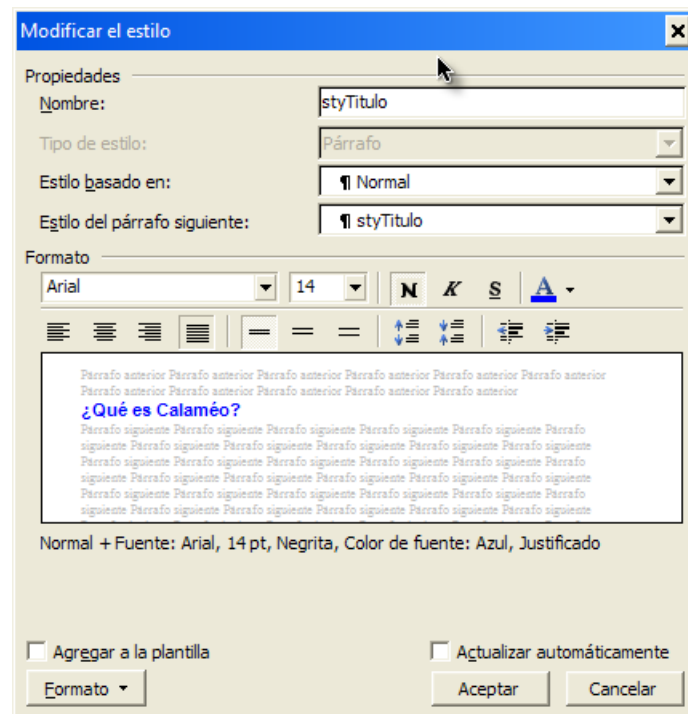 Modificar el estilo
Propiedades
Nombre: styTitulo
Tipo de estilo: Párrafo
Estilo basado en: ¶ Normal
Estilo del párrafo siguiente: ¶ styTitulo
Formato
Arial 14 N K S A
Párrafo anterior Párrafo anterior Párrafo anterior Párrafo anterior Párrafo anterior Párrafo anterior
Párrafo anterior Párrafo anterior Párrafo anterior Párrafo anterior Párrafo anterior
¿Qué es Calaméo?
Párrafo siguiente Párrafo siguiente Párrafo siguiente Párrafo siguiente Párrafo siguiente Párrafo
siguiente Párrafo siguiente Párrafo siguiente Párrafo siguiente Párrafo siguiente Párrafo siguiente
Párrafo siguiente Párrafo siguiente Párrafo siguiente Párrafo siguiente Párrafo siguiente Párrafo
siguiente Párrafo siguiente Párrafo siguiente Párrafo siguiente Párrafo siguiente Párrafo siguiente
Párrafo siguiente Párrafo siguiente Párrafo siguiente Párrafo siguiente Párrafo siguiente Párrafo
siguiente Párrafo siguiente Párrafo siguiente Párrafo siguiente Párrafo siguiente Párrafo siguiente
Normal + Fuente: Arial, 14 pt, Negrita, Color de fuente: Azul, Justificado
Agregar a la plantilla Actualizar automáticamente
Formato Aceptar Cancelar